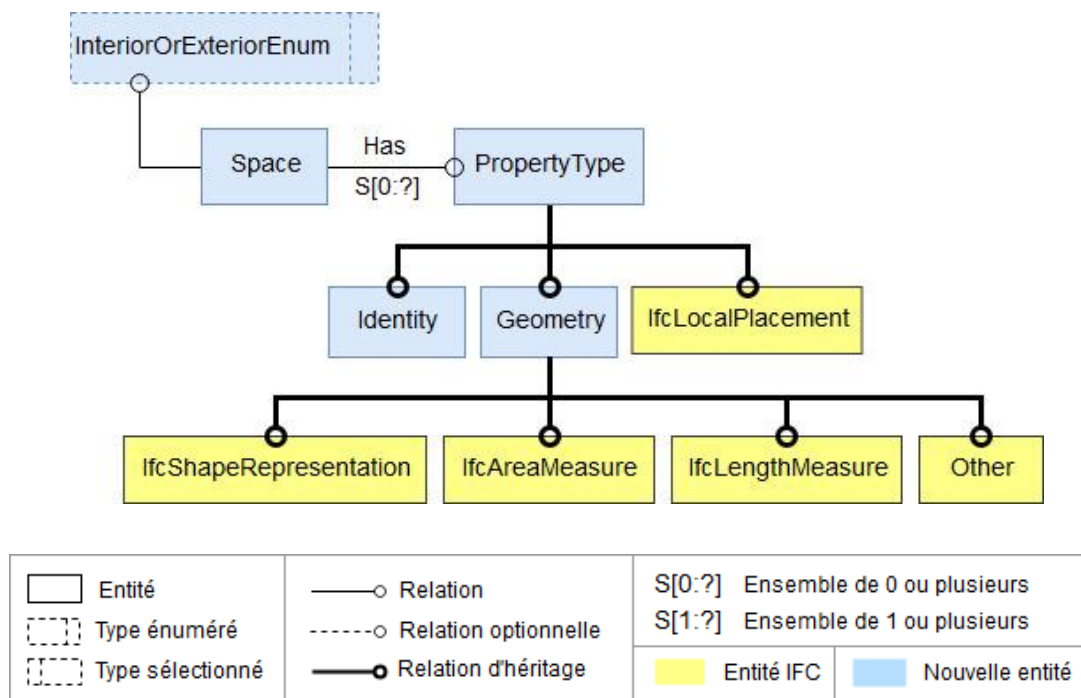 InteriorOrExteriorEnum
Space
Has
S[0:?]
PropertyType
Identity
Geometry
IfcLocalPlacement
IfcShapeRepresentation
IfcAreaMeasure
IfcLengthMeasure
Other
Entité
Type énuméré
Type sélectionné
Relation
Relation optionnelle
Relation d'héritage
S[0:?] Ensemble de 0 ou plusieurs
S[1:?] Ensemble de 1 ou plusieurs
Entité IFC
Nouvelle entité